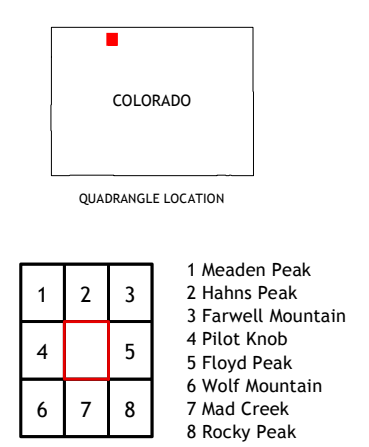 COLORADO
QUADRANGLE LOCATION
1 2 3
4 5
6 7 8
1 Meaden Peak
2 Hahns Peak
3 Farwell Mountain
4 Pilot Knob
5 Floyd Peak
6 Wolf Mountain
7 Mad Creek
8 Rocky Peak